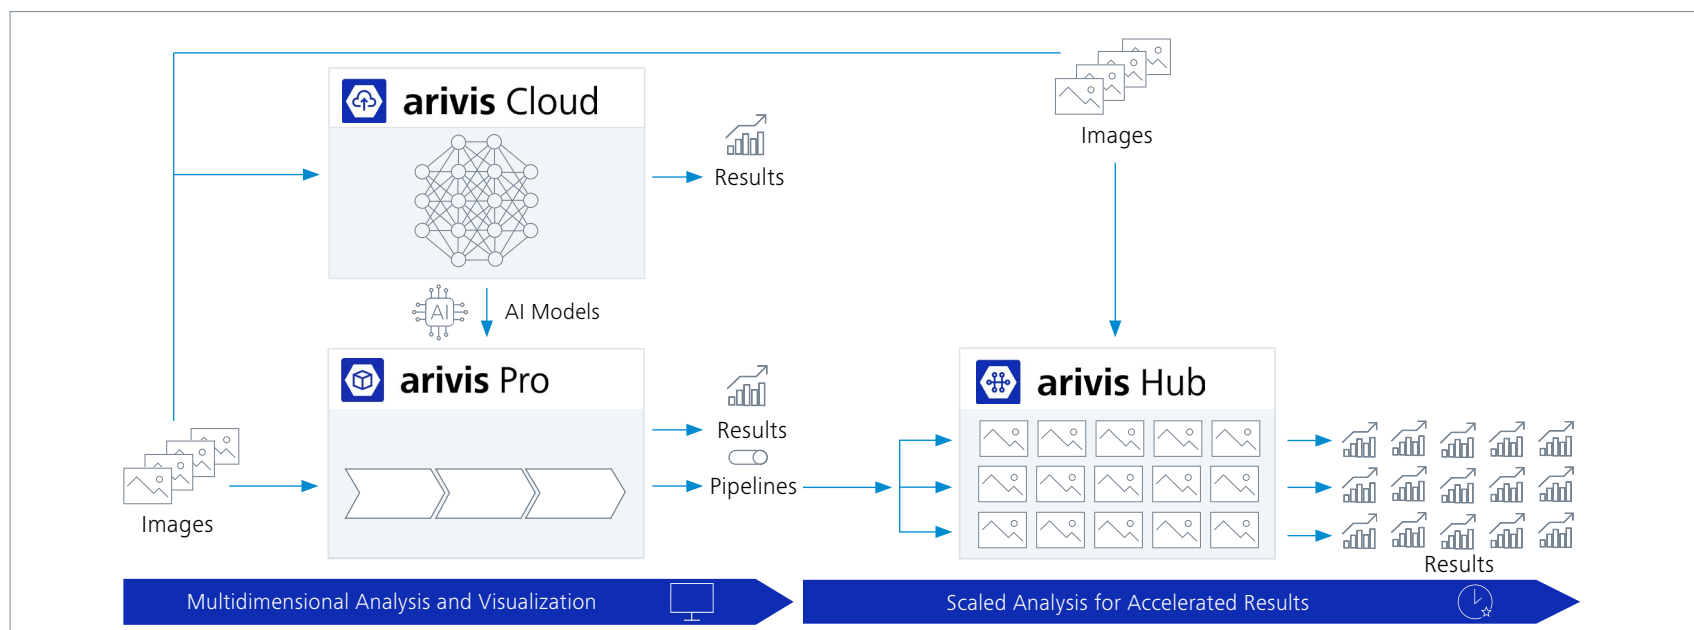 arivis Cloud
Images
Results
AI
AI Models
arivis Pro
arivis Hub
Results
Pipelines
Images
Results
Multidimensional Analysis and Visualization
Scaled Analysis for Accelerated Results